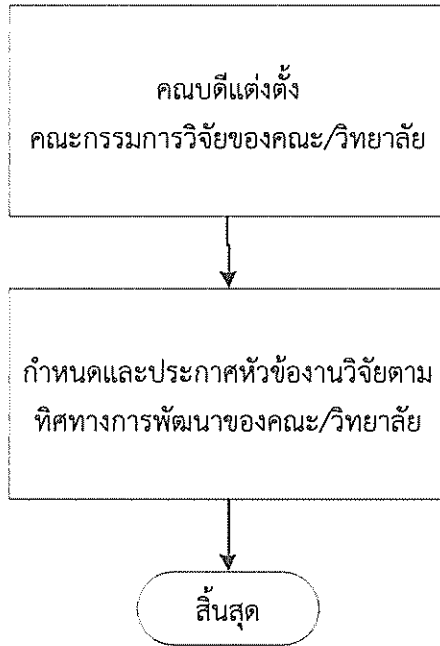 คณบดีแต่งตั้ง
คณะกรรมการวิจัยของคณะ/วิทยาลัย
กำหนดและประกาศหัวข้องานวิจัยตาม
ทิศทางการพัฒนาของคณะ/วิทยาลัย
สิ้นสุด